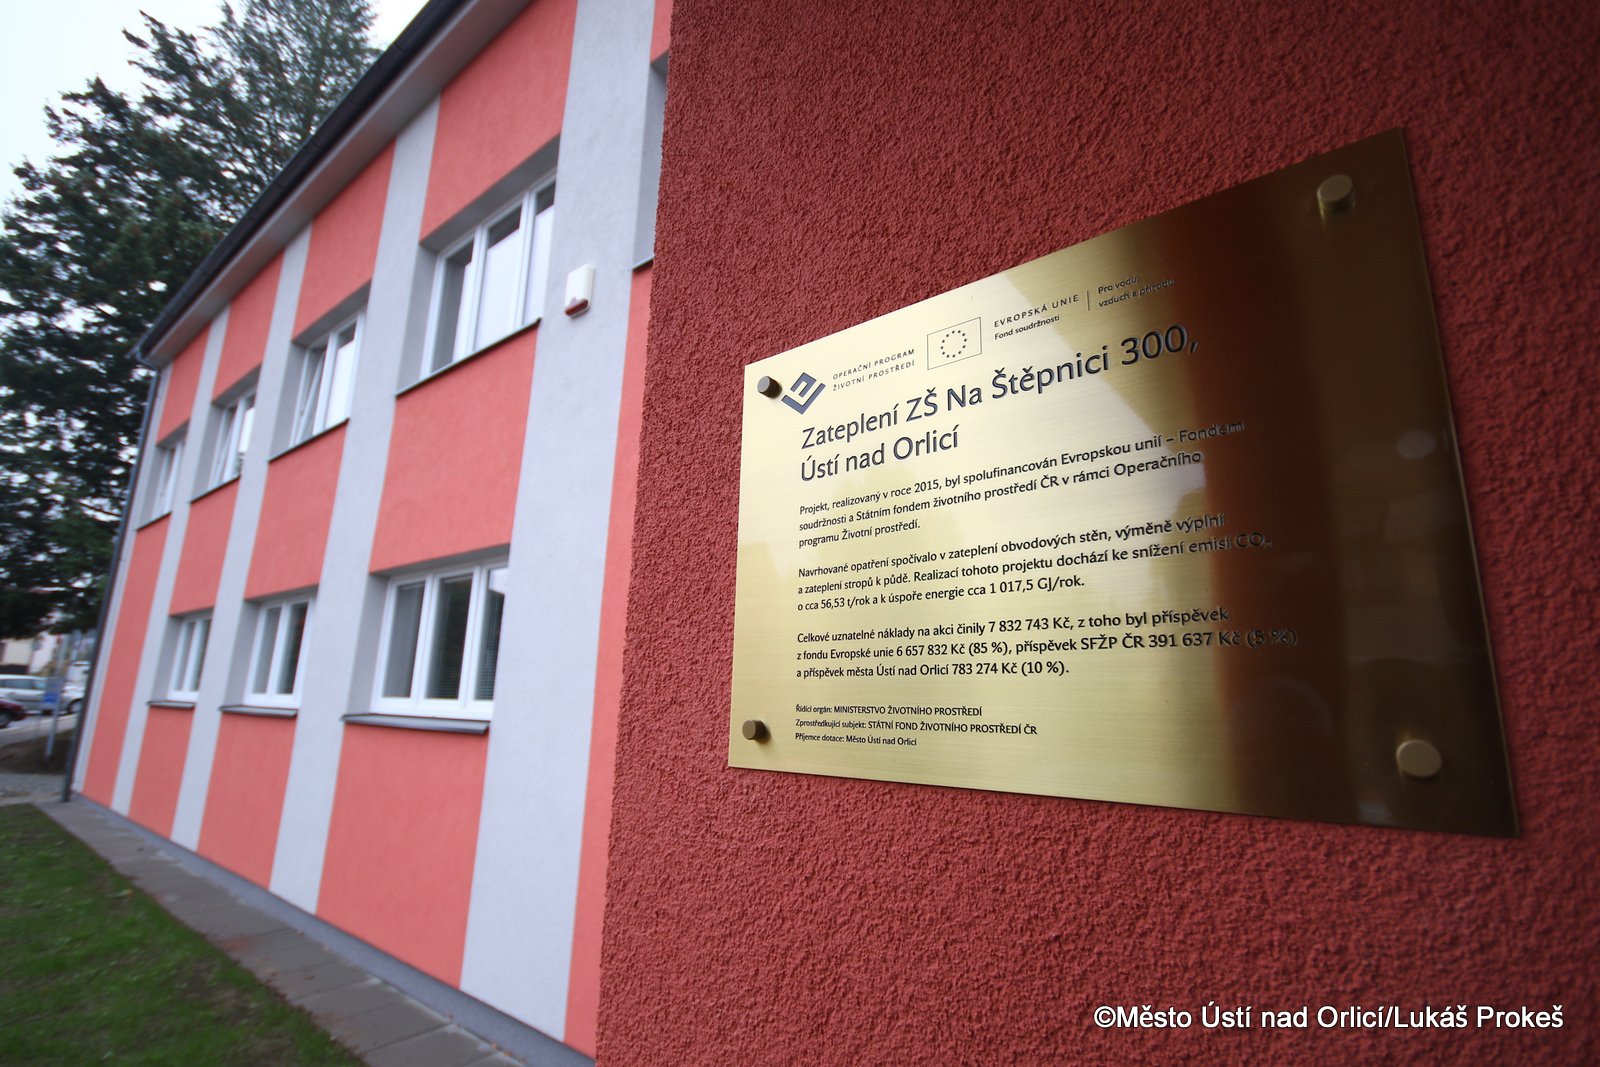 OPERAČNÍ PROGRAM
ŽIVOTNÍ PROSTŘEDÍ
EVROPSKÁ UNIE
Fond soudržnosti
Pro vodu,
vzduch a přírodu
Zateplení ZŠ Na Štěpnici 300,
Ústí nad Orlicí
Projekt, realizovaný v roce 2015, byl spolufinancován Evropskou unií – Fondem
soudržnosti a Státním fondem životního prostředí ČR v rámci Operačního
programu Životní prostředí.
Navrhované opatření spočívalo v zateplení obvodových stěn, výměně výplní
a zateplení stropů k půdě. Realizací tohoto projektu dochází ke snížení emisí CO₂
o cca 56,53 t/rok a k úspoře energie cca 1 017,5 GJ/rok.
Celkové uznatelné náklady na akci činily 7 832 743 Kč, z toho byl příspěvek
z fondu Evropské unie 6 657 832 Kč (85 %), příspěvek SFŽP ČR 391 637 Kč (5 %)
a příspěvek města Ústí nad Orlicí 783 274 Kč (10 %).
Řídící orgán: MINISTERSTVO ŽIVOTNÍHO PROSTŘEDÍ
Zprostředkující subjekt: STÁTNÍ FOND ŽIVOTNÍHO PROSTŘEDÍ ČR
Příjemce dotace: Město Ústí nad Orlicí
©Město Ústí nad Orlicí/Lukáš Prokeš